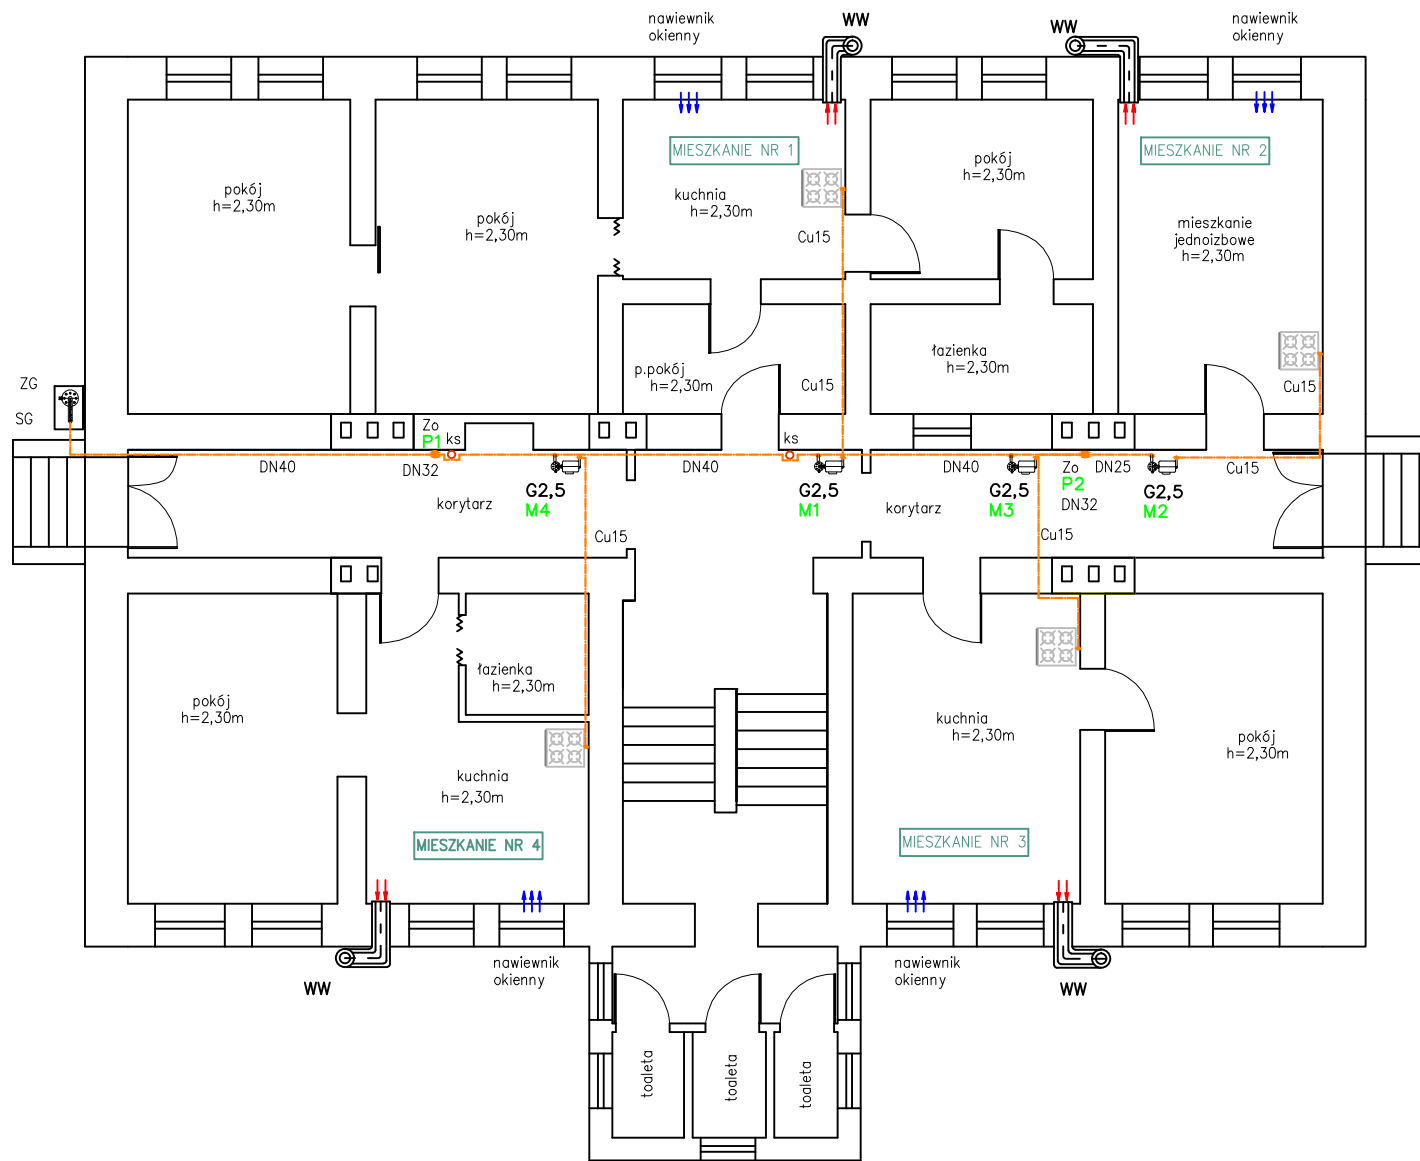 nawiewnik
okienny
WW
WW
nawiewnik
okienny
MIESZKANIE NR 1
MIESZKANIE NR 2
pokój
h=2,30m
pokój
h=2,30m
kuchnia
h=2,30m
pokój
h=2,30m
mieszkanie
jednoizbowe
h=2,30m
Cu15
p.pokój
h=2,30m
Cu15
łazienka
h=2,30m
Cu15
ZG
SG
Zo
P1
ks
ks
DN40
DN32
DN40
DN40
Zo
P2
DN25
DN32
Cu15
korytarz
G2,5
M4
G2,5
M1
korytarz
G2,5
M3
G2,5
M2
Cu15
Cu15
łazienka
h=2,30m
pokój
h=2,30m
kuchnia
h=2,30m
kuchnia
h=2,30m
pokój
h=2,30m
MIESZKANIE NR 4
MIESZKANIE NR 3
WW
nawiewnik
okienny
nawiewnik
okienny
WW
toaleta
toaleta
toaleta